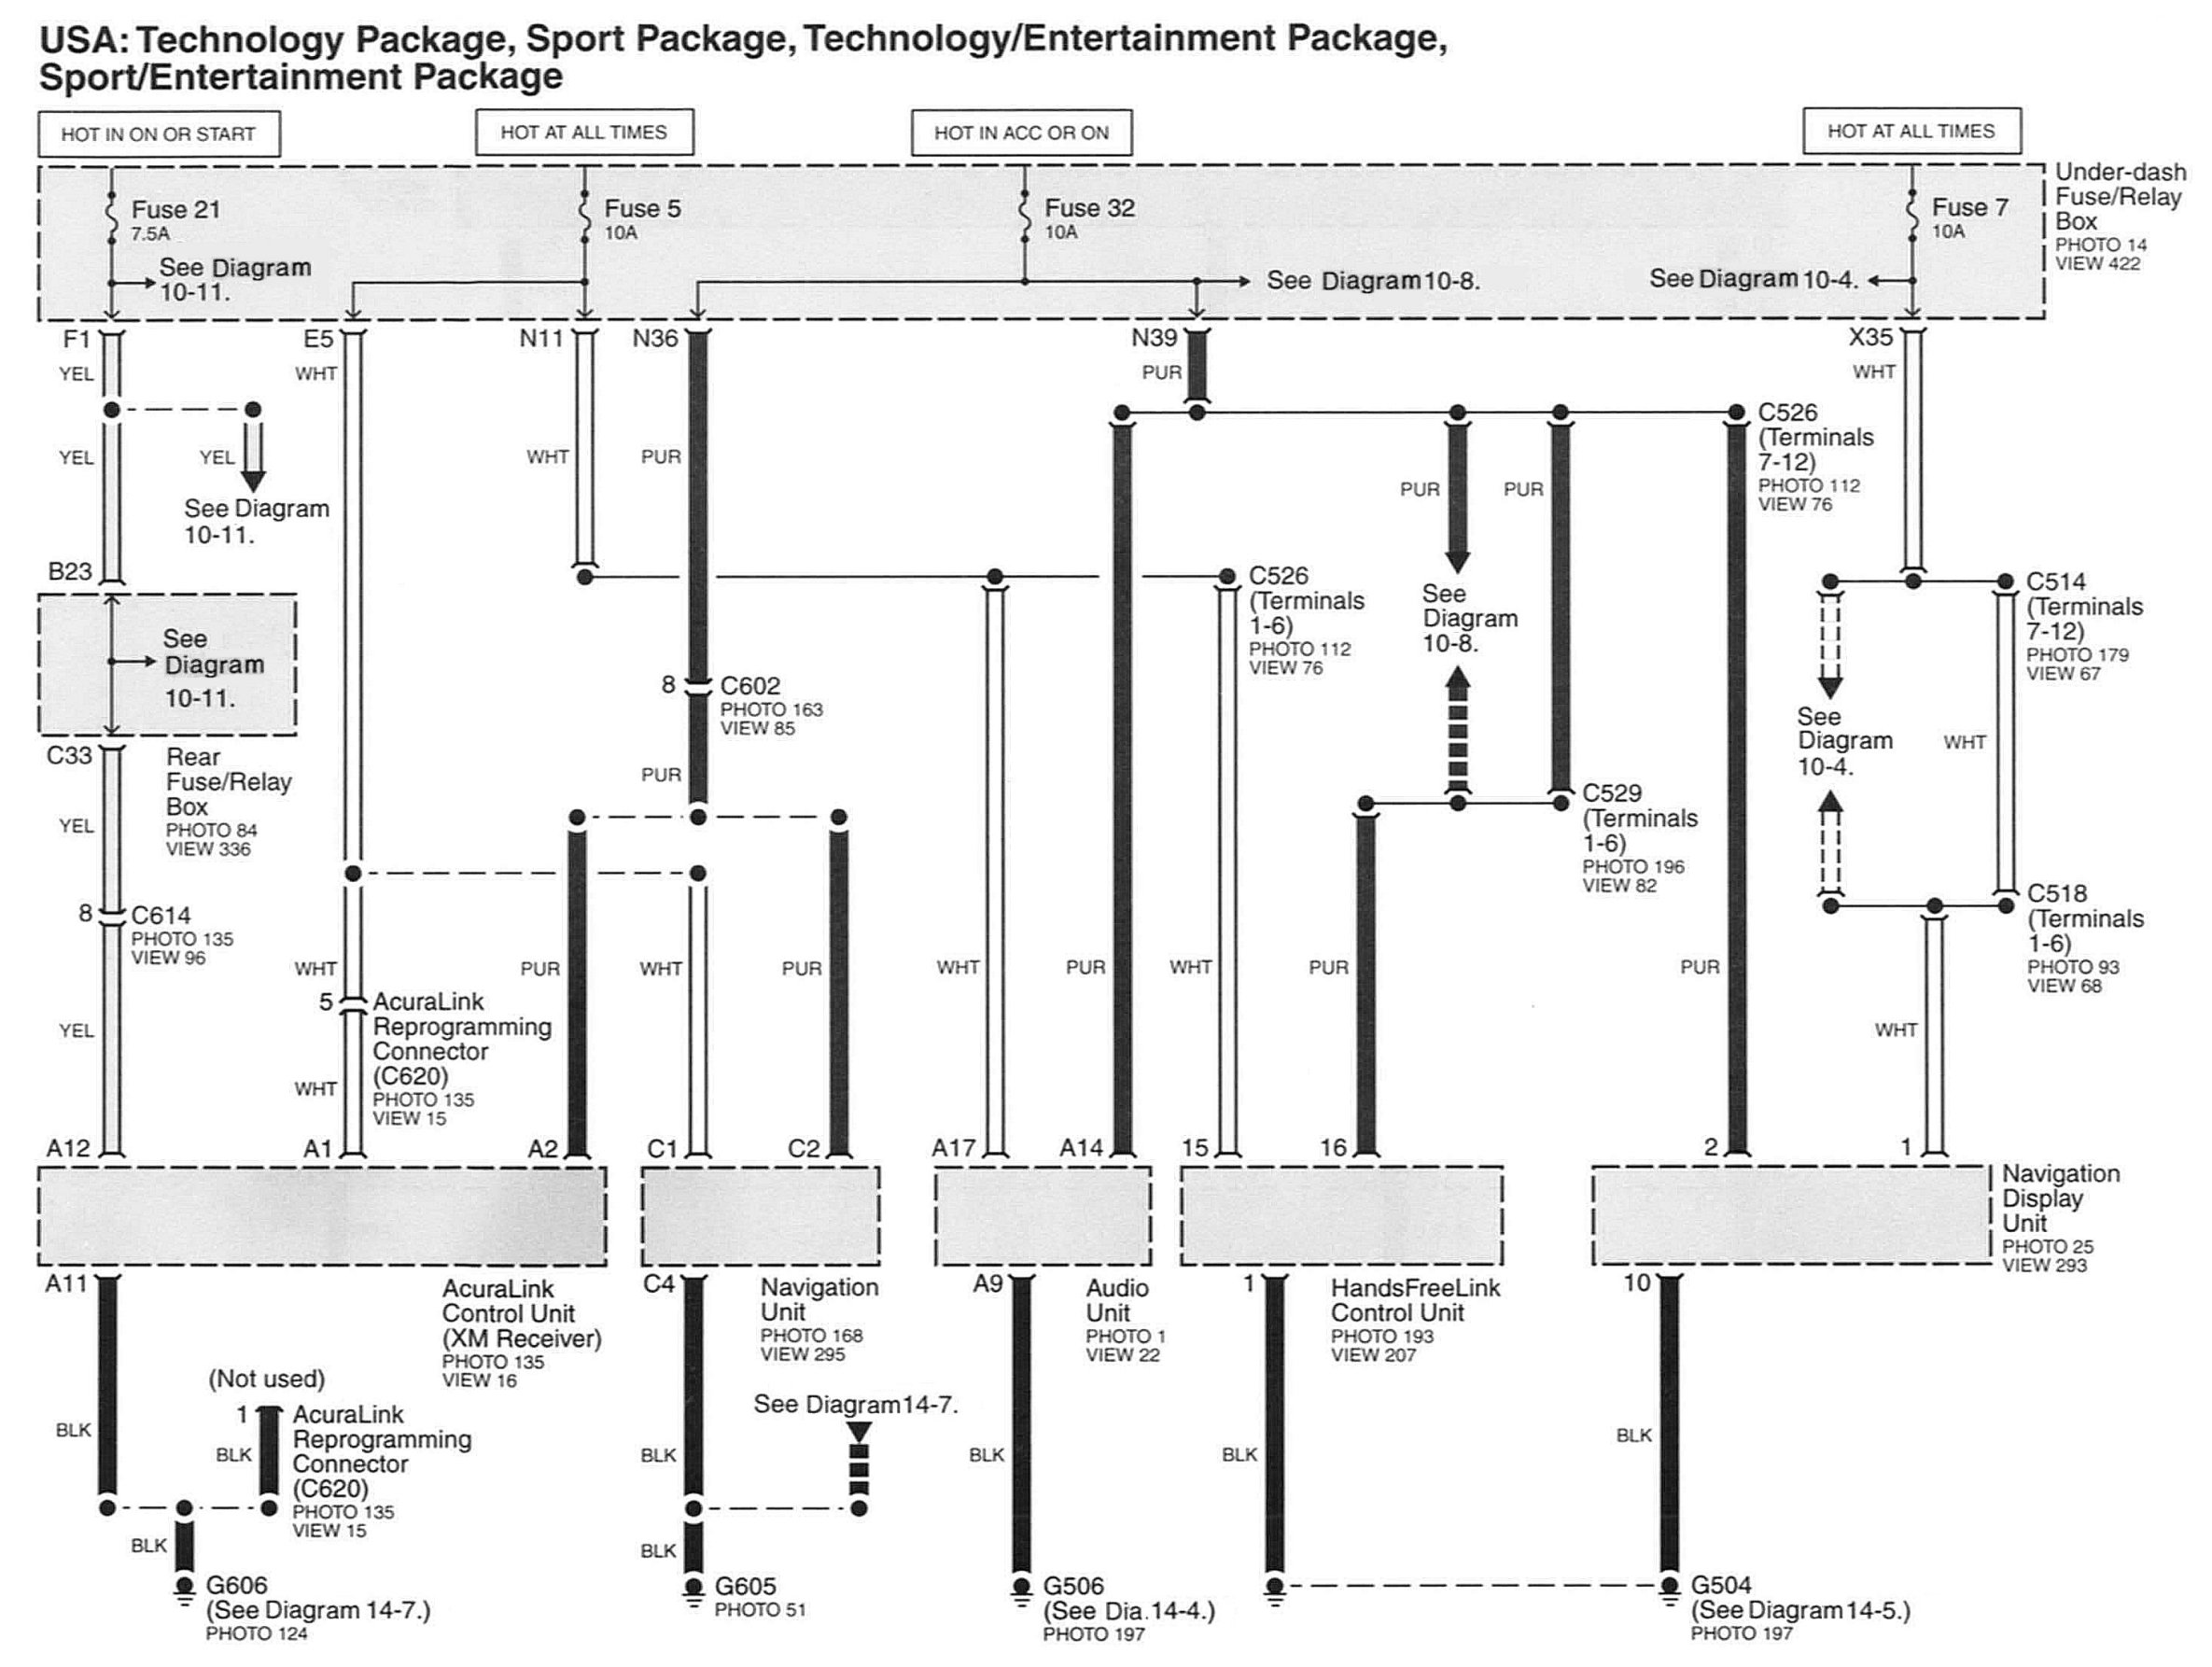 USA: Technology Package, Sport Package, Technology/Entertainment Package,
Sport/Entertainment Package
HOT IN ON OR START
HOT AT ALL TIMES
HOT IN ACC OR ON
HOT AT ALL TIMES
Fuse 21
7.5A
See Diagram
10-11.
Fuse 5
10A
Fuse 32
10A
See Diagram 10-8.
Fuse 7
10A
See Diagram 10-4.
Under-dash
Fuse/Relay
Box
PHOTO 14
VIEW 422
F1
E5
N11
N36
N39
X35
YEL
WHT
PUR
WHT
YEL
YEL
See Diagram
10-11.
WHT
PUR
C526
(Terminals
7-12)
PHOTO 112
VIEW 76
PUR
PUR
B23
See
Diagram
10-11.
C526
(Terminals
1-6)
PHOTO 112
VIEW 76
See
Diagram
10-8.
C514
(Terminals
7-12)
PHOTO 179
VIEW 67
8
C602
PHOTO 163
VIEW 85
See
Diagram
10-4.
WHT
C33
Rear
Fuse/Relay
Box
PHOTO 84
VIEW 336
YEL
PUR
C529
(Terminals
1-6)
PHOTO 196
VIEW 82
8
C614
PHOTO 135
VIEW 96
C518
(Terminals
1-6)
PHOTO 93
VIEW 68
WHT
PUR
WHT
PUR
WHT
PUR
WHT
PUR
PUR
5
AcuraLink
Reprogramming
Connector
(C620)
PHOTO 135
VIEW 15
YEL
WHT
WHT
A12
A1
A2
C1
C2
A17
A14
15
16
2
1
Navigation
Display
Unit
PHOTO 25
VIEW 293
A11
AcuraLink
Control Unit
(XM Receiver)
PHOTO 135
VIEW 16
C4
Navigation
Unit
PHOTO 168
VIEW 295
A9
Audio
Unit
PHOTO 1
VIEW 22
1
HandsFreeLink
Control Unit
PHOTO 193
VIEW 207
10
(Not used)
1
AcuraLink
Reprogramming
Connector
(C620)
PHOTO 135
VIEW 15
BLK
BLK
See Diagram 14-7.
BLK
BLK
BLK
BLK
BLK
BLK
G606
(See Diagram 14-7.)
PHOTO 124
G605
PHOTO 51
G506
(See Dia. 14-4.)
PHOTO 197
G504
(See Diagram 14-5.)
PHOTO 197